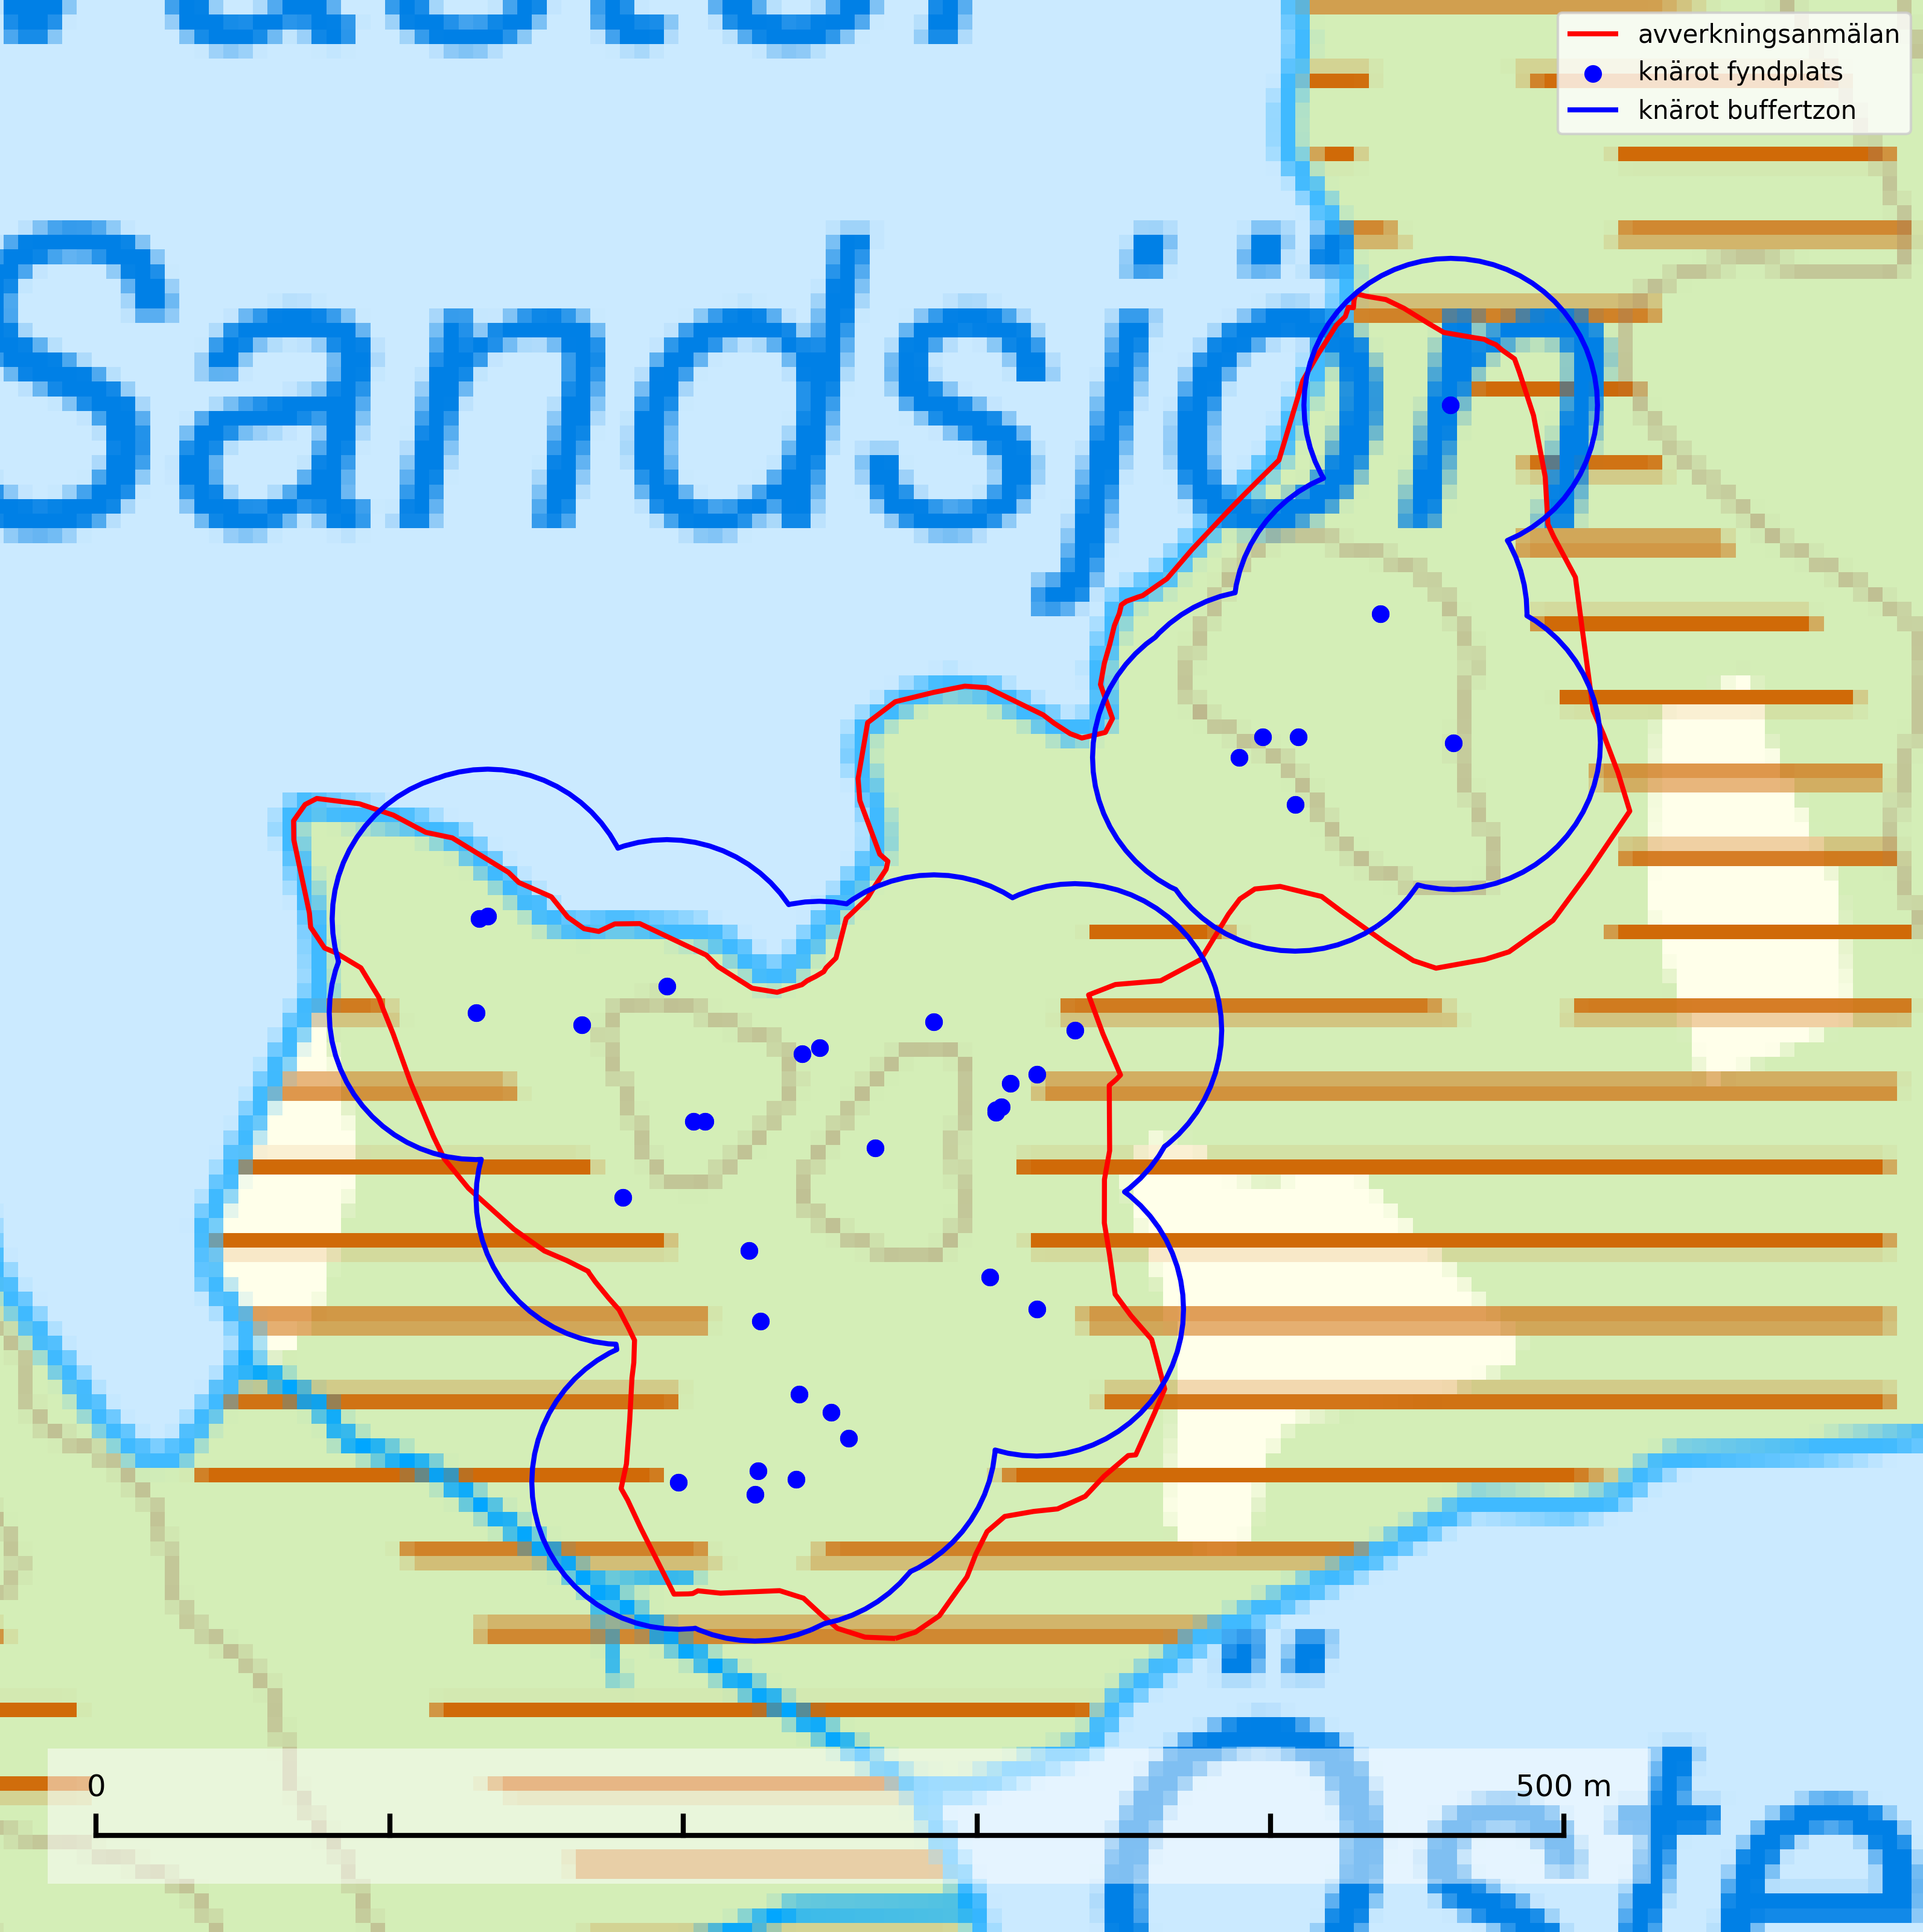 avverkningsanmälan
knärot fyndplats
knärot buffertzon
Sandsjön
0 500 m